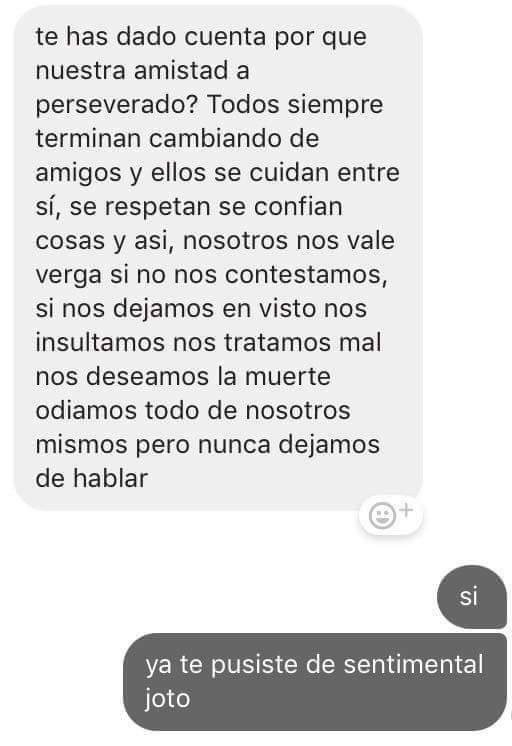 te has dado cuenta por que
nuestra amistad a
perseverado? Todos siempre
terminan cambiando de
amigos y ellos se cuidan entre
sí, se respetan se confian
cosas y asi, nosotros nos vale
verga si no nos contestamos,
si nos dejamos en visto nos
insultamos nos tratamos mal
nos deseamos la muerte
odiamos todo de nosotros
mismos pero nunca dejamos
de hablar
si
ya te pusiste de sentimental
joto